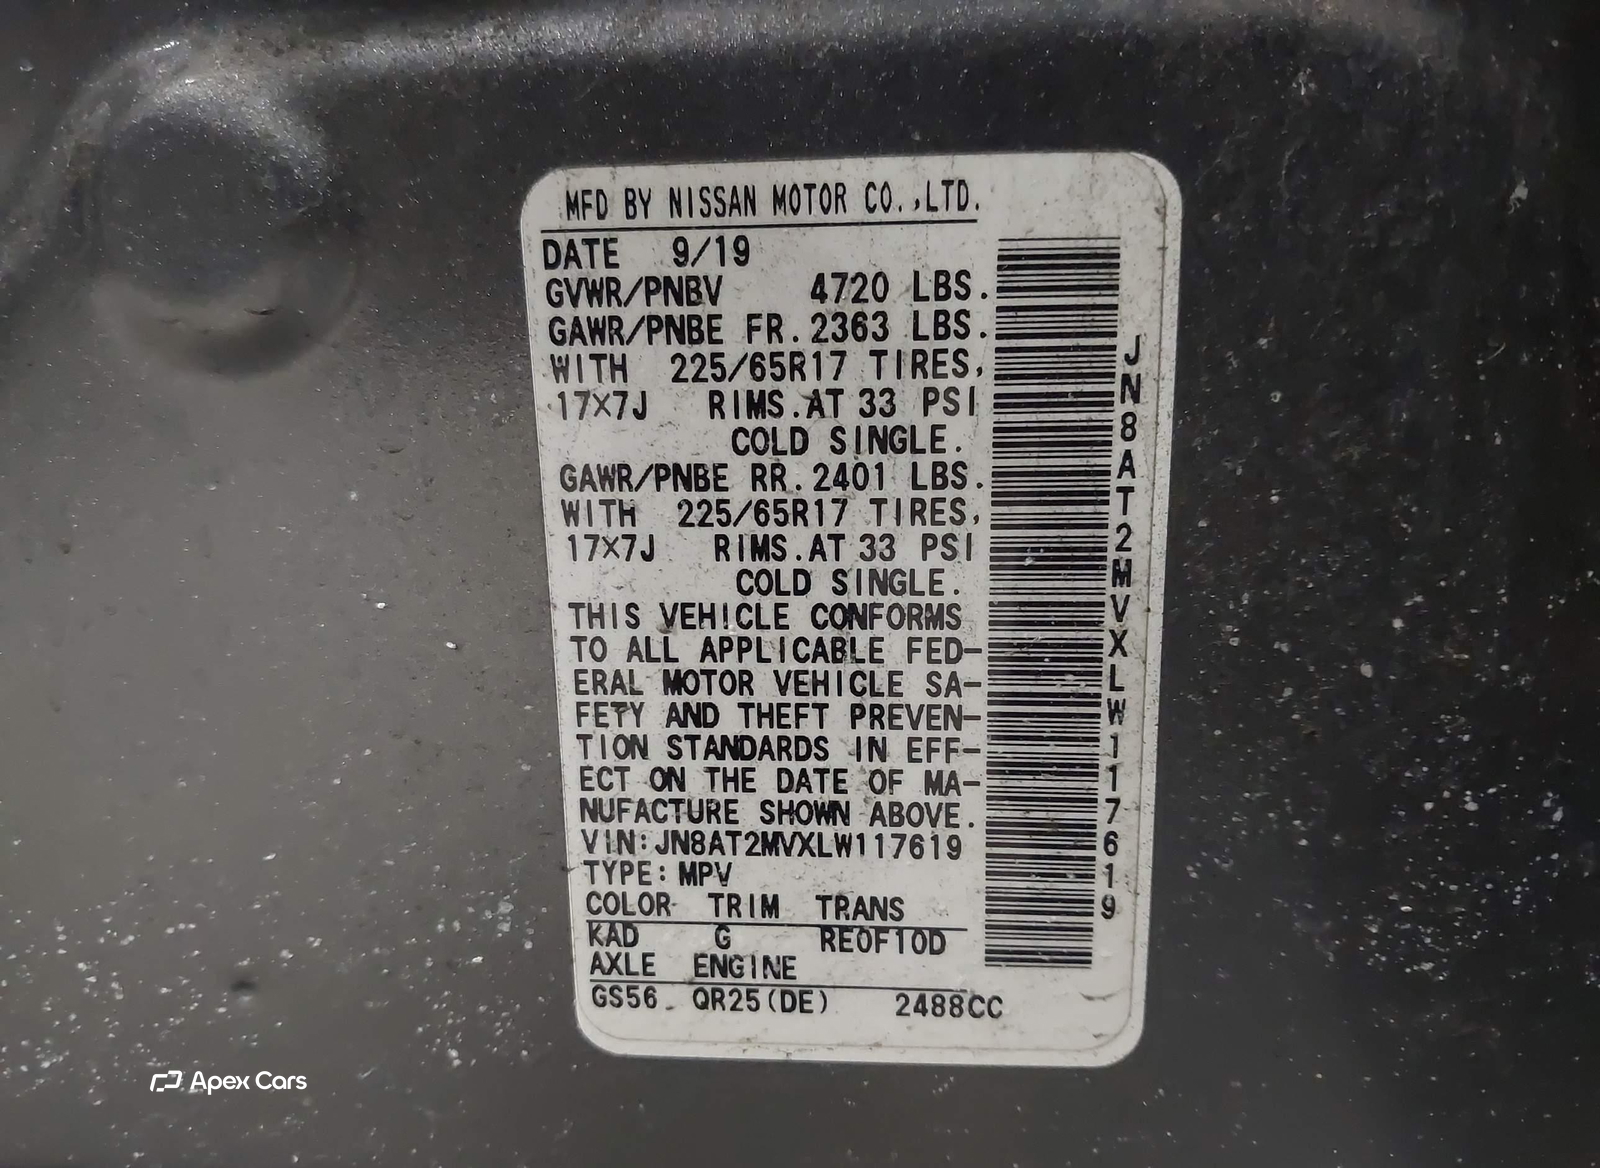 MFD BY NISSAN MOTOR CO.,LTD.
DATE 9/19
GVWR/PNBV 4720 LBS.
GAWR/PNBE FR. 2363 LBS.
WITH 225/65R17 TIRES,
17X7J RIMS. AT 33 PSI
COLD SINGLE.
GAWR/PNBE RR. 2401 LBS.
WITH 225/65R17 TIRES,
17X7J RIMS. AT 33 PSI
COLD SINGLE.
THIS VEHICLE CONFORMS
TO ALL APPLICABLE FED-
ERAL MOTOR VEHICLE SA-
FETY AND THEFT PREVEN-
TION STANDARDS IN EFF-
ECT ON THE DATE OF MA-
NUFACTURE SHOWN ABOVE.
VIN:JN8AT2MVXLW117619
TYPE: MPV
COLOR TRIM TRANS
KAD G RE0F10D
AXLE ENGINE
GS56 QR25(DE) 2488CC
JN8AT2MVXLW117619
Apex Cars